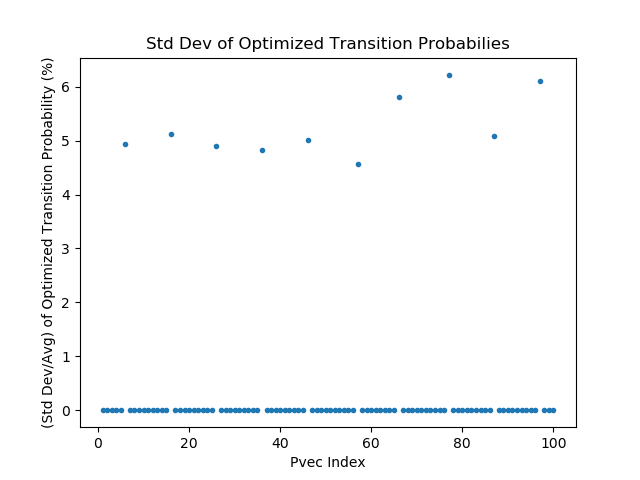 Std Dev of Optimized Transition Probabilies
(Std Dev/Avg) of Optimized Transition Probability (%)
6
5
4
3
2
1
0
0 20 40 60 80 100
Pvec Index